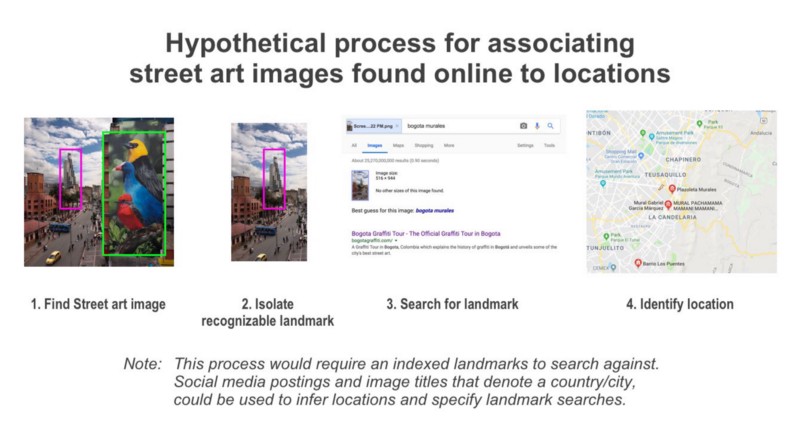 Hypothetical process for associating
street art images found online to locations
Scree....22 PM.png
bogota murales
All Images Maps Shopping More Settings Tools
About 25,270,000,000 results (0.90 seconds)
Image size:
516 × 944
No other sizes of this image found.
Best guess for this image: bogota murales
Bogota Graffiti Tour - The Official Graffiti Tour in Bogota
bogotagraffiti.com/
A Graffiti Tour in Bogota, Colombia which explains the history of graffiti in Bogota and unveils some of the
city's best street art.
Park
Parque El
Andalucia
NTIBÓN
Amusement Park
Parque Mundo Aventura
Shopping Mall
CHAPINERO
Amusement Park
TEUSAQUILLO
Plazoleta Murales
Mural Gabriel
García Márquez
MURAL PACHAMAMA
MAMANI MAMANI...
LA CANDELARIA
Park
Parque El Tunal
TUNJUELITO
Barrio Los Puentes
1. Find Street art image
2. Isolate
recognizable landmark
3. Search for landmark
4. Identify location
Note: This process would require an indexed landmarks to search against.
Social media postings and image titles that denote a country/city,
could be used to infer locations and specify landmark searches.